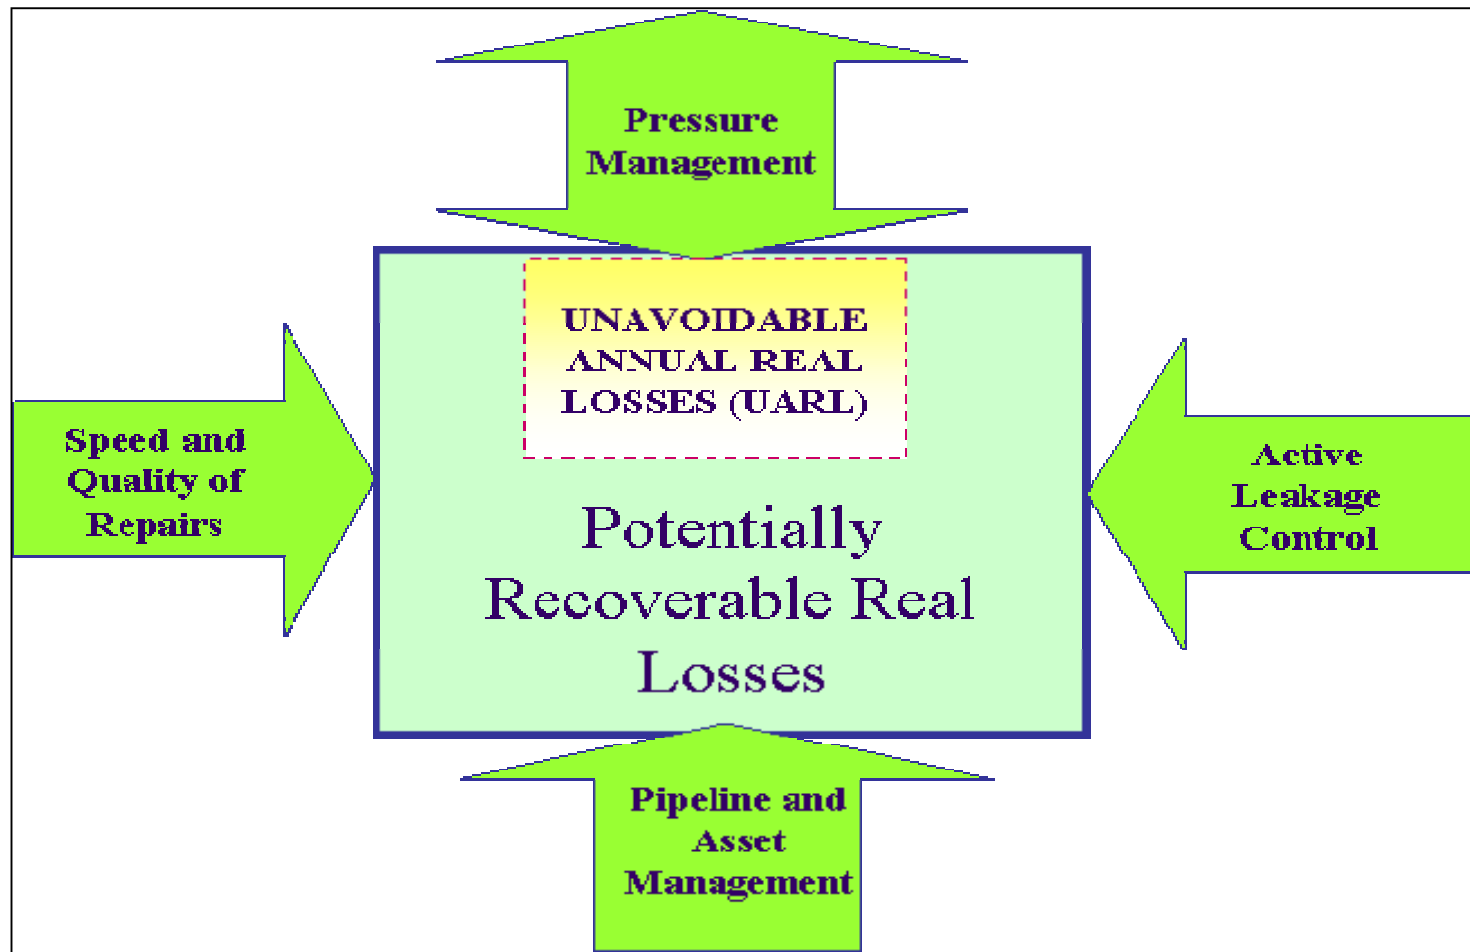 Pressure
Management
UNAVOIDABLE
ANNUAL REAL
LOSSES (UARL)
Speed and
Quality of
Repairs
Active
Leakage
Control
Potentially
Recoverable Real
Losses
Pipeline and
Asset
Management